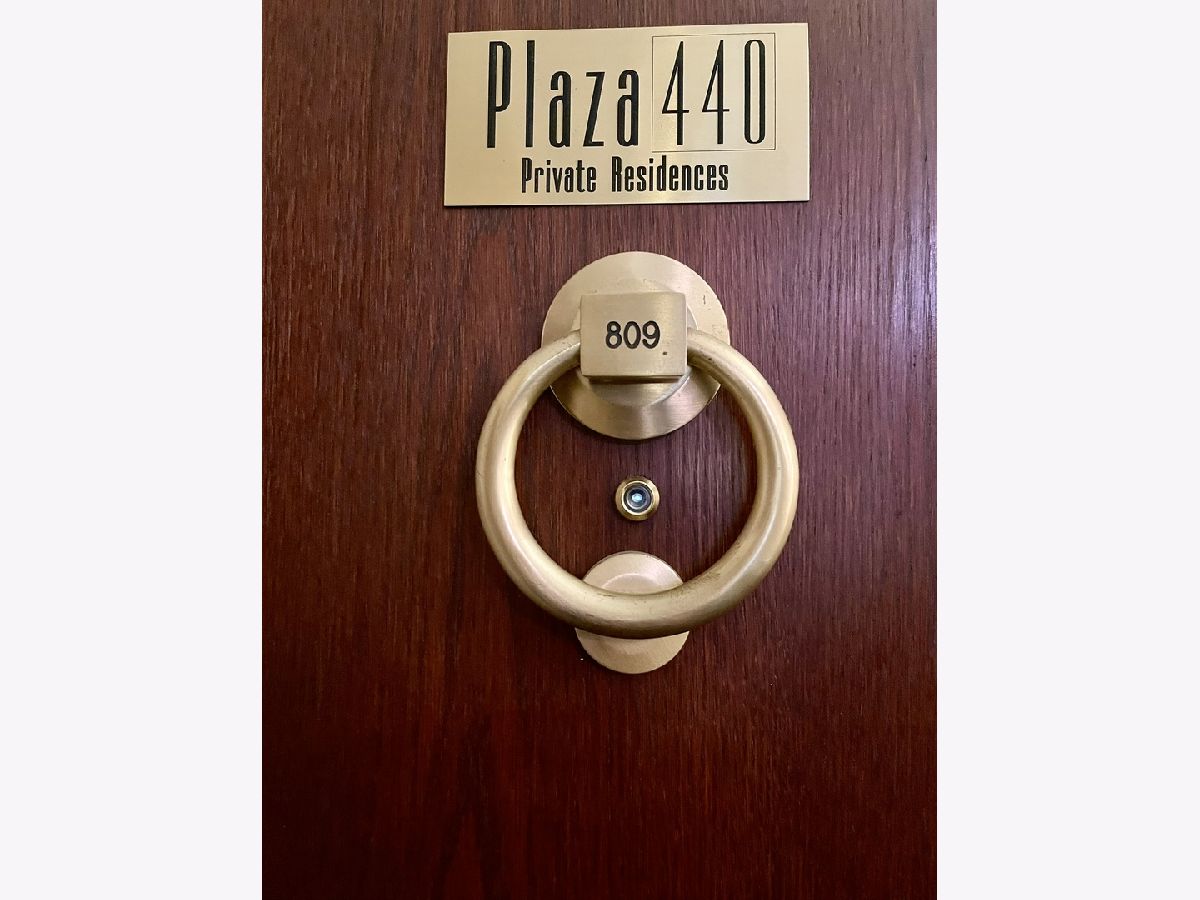 Plaza 440
Private Residences
809